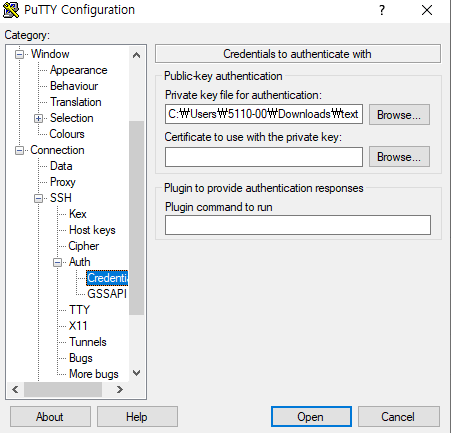 PuTTY Configuration
Category:
Window
Appearance
Behaviour
Translation
Selection
Colours
Connection
Data
Proxy
SSH
Kex
Host keys
Cipher
Auth
Credentia
GSSAPI
TTY
X11
Tunnels
Bugs
More bugs
Credentials to authenticate with
Public-key authentication
Private key file for authentication:
C:₩Users₩5110-00₩Downloads₩text
Browse...
Certificate to use with the private key:
Browse...
Plugin to provide authentication responses
Plugin command to run
About
Help
Open
Cancel